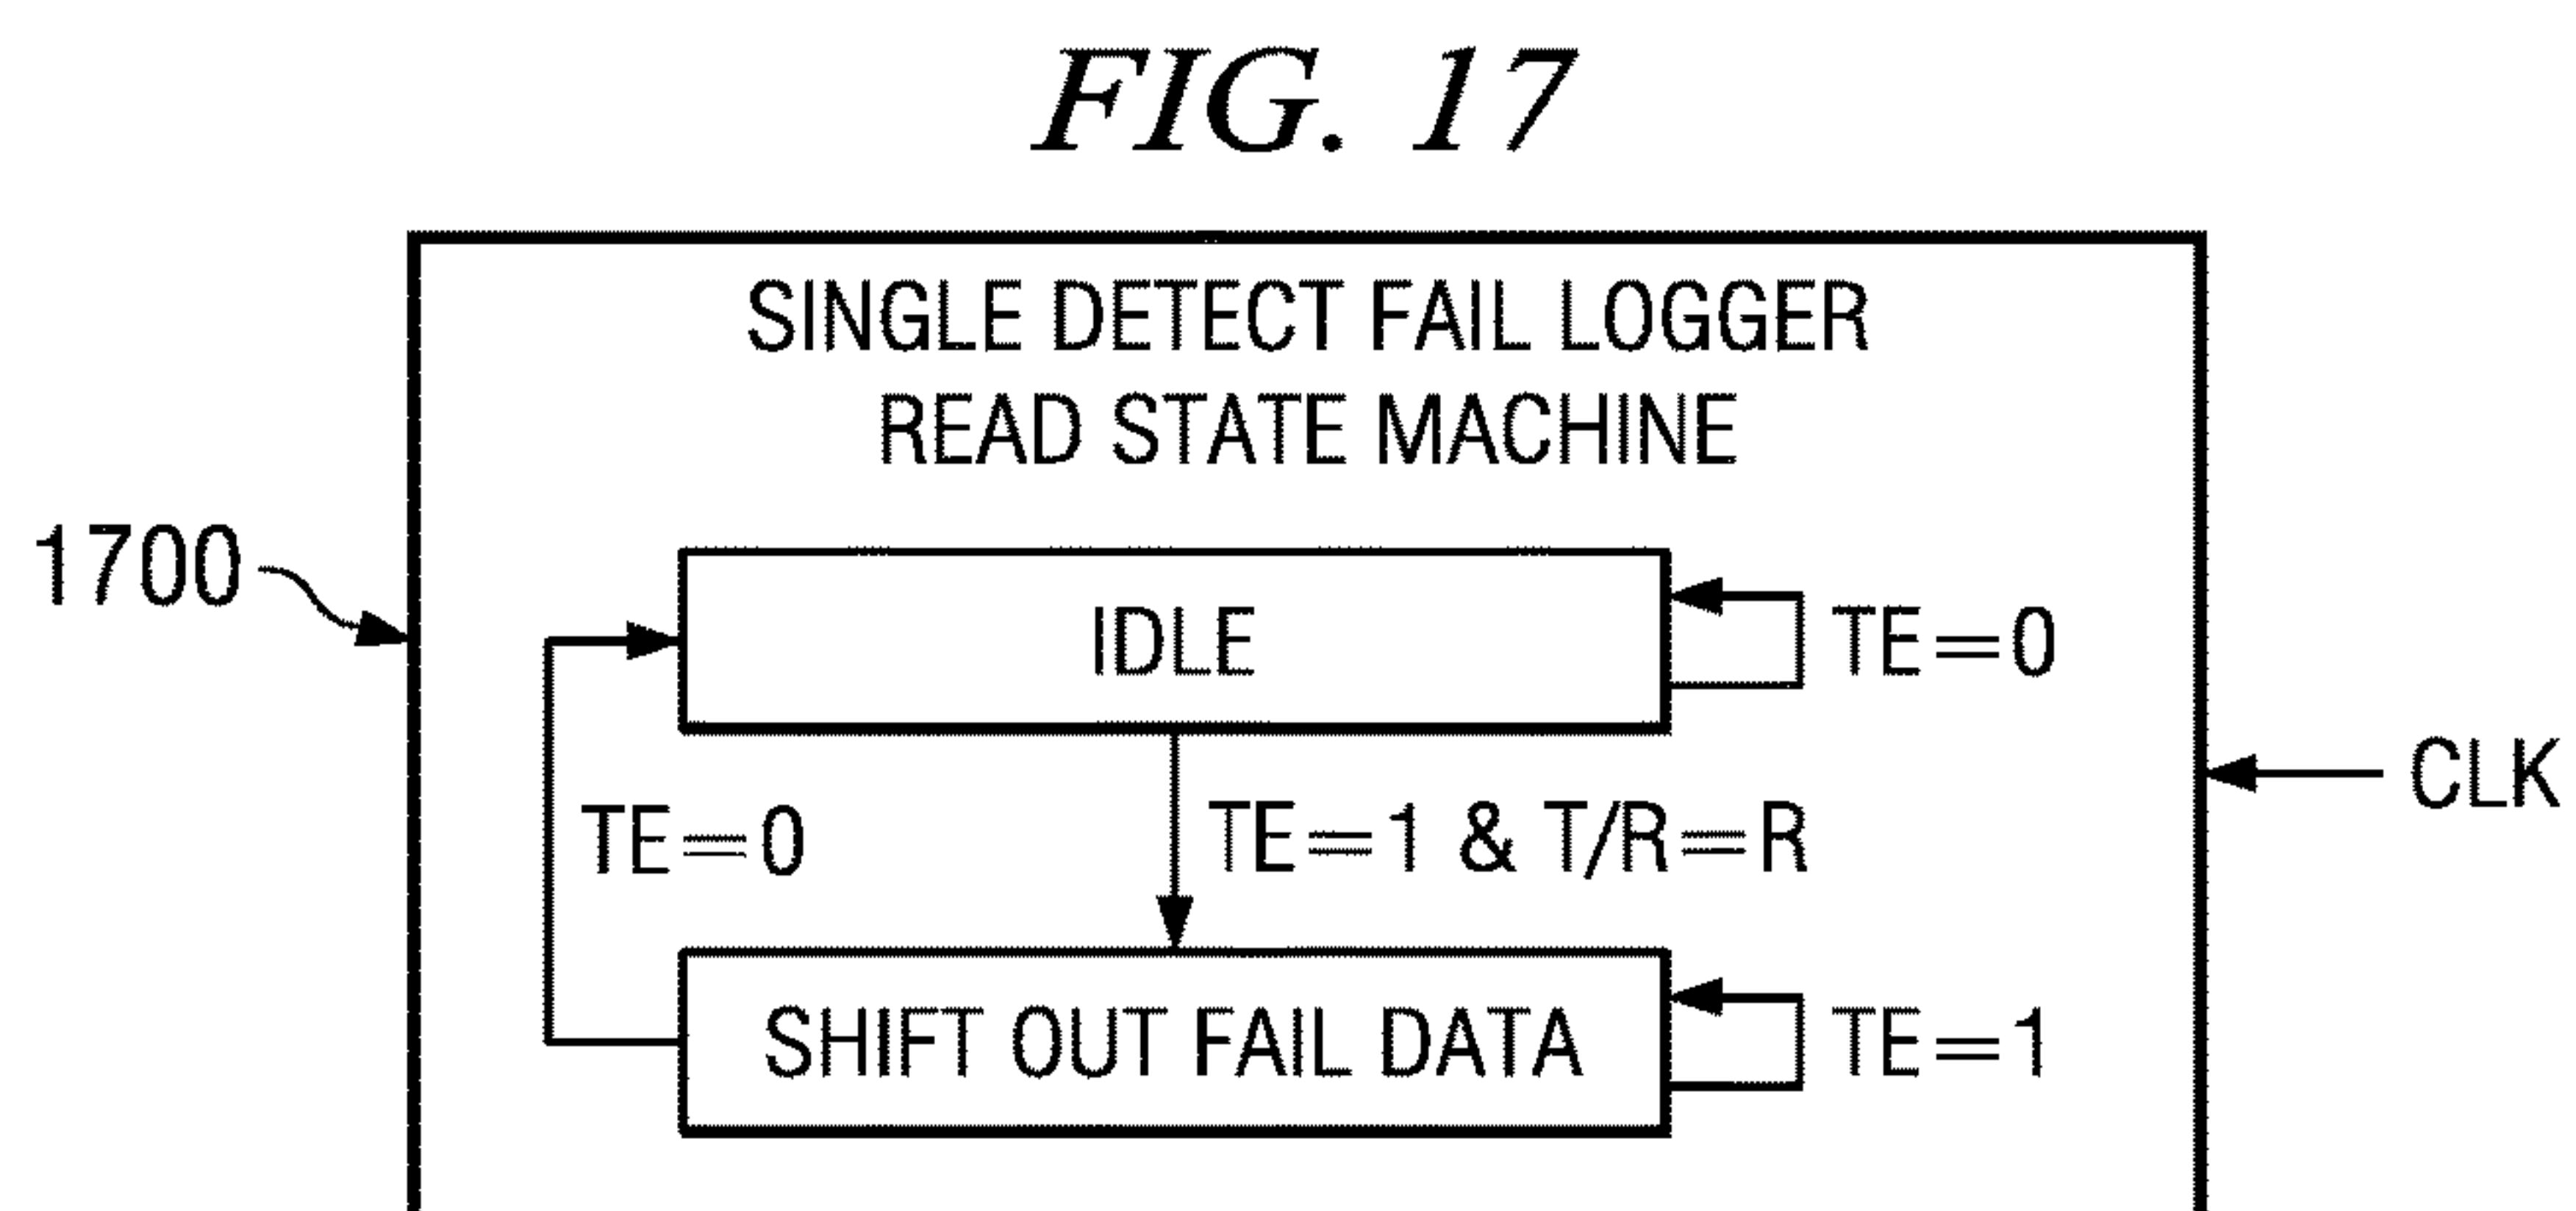 FIG. 17
SINGLE DETECT FAIL LOGGER
READ STATE MACHINE
1700
IDLE
TE=0
CLK
TE=0
TE=1 & T/R=R
SHIFT OUT FAIL DATA
TE=1